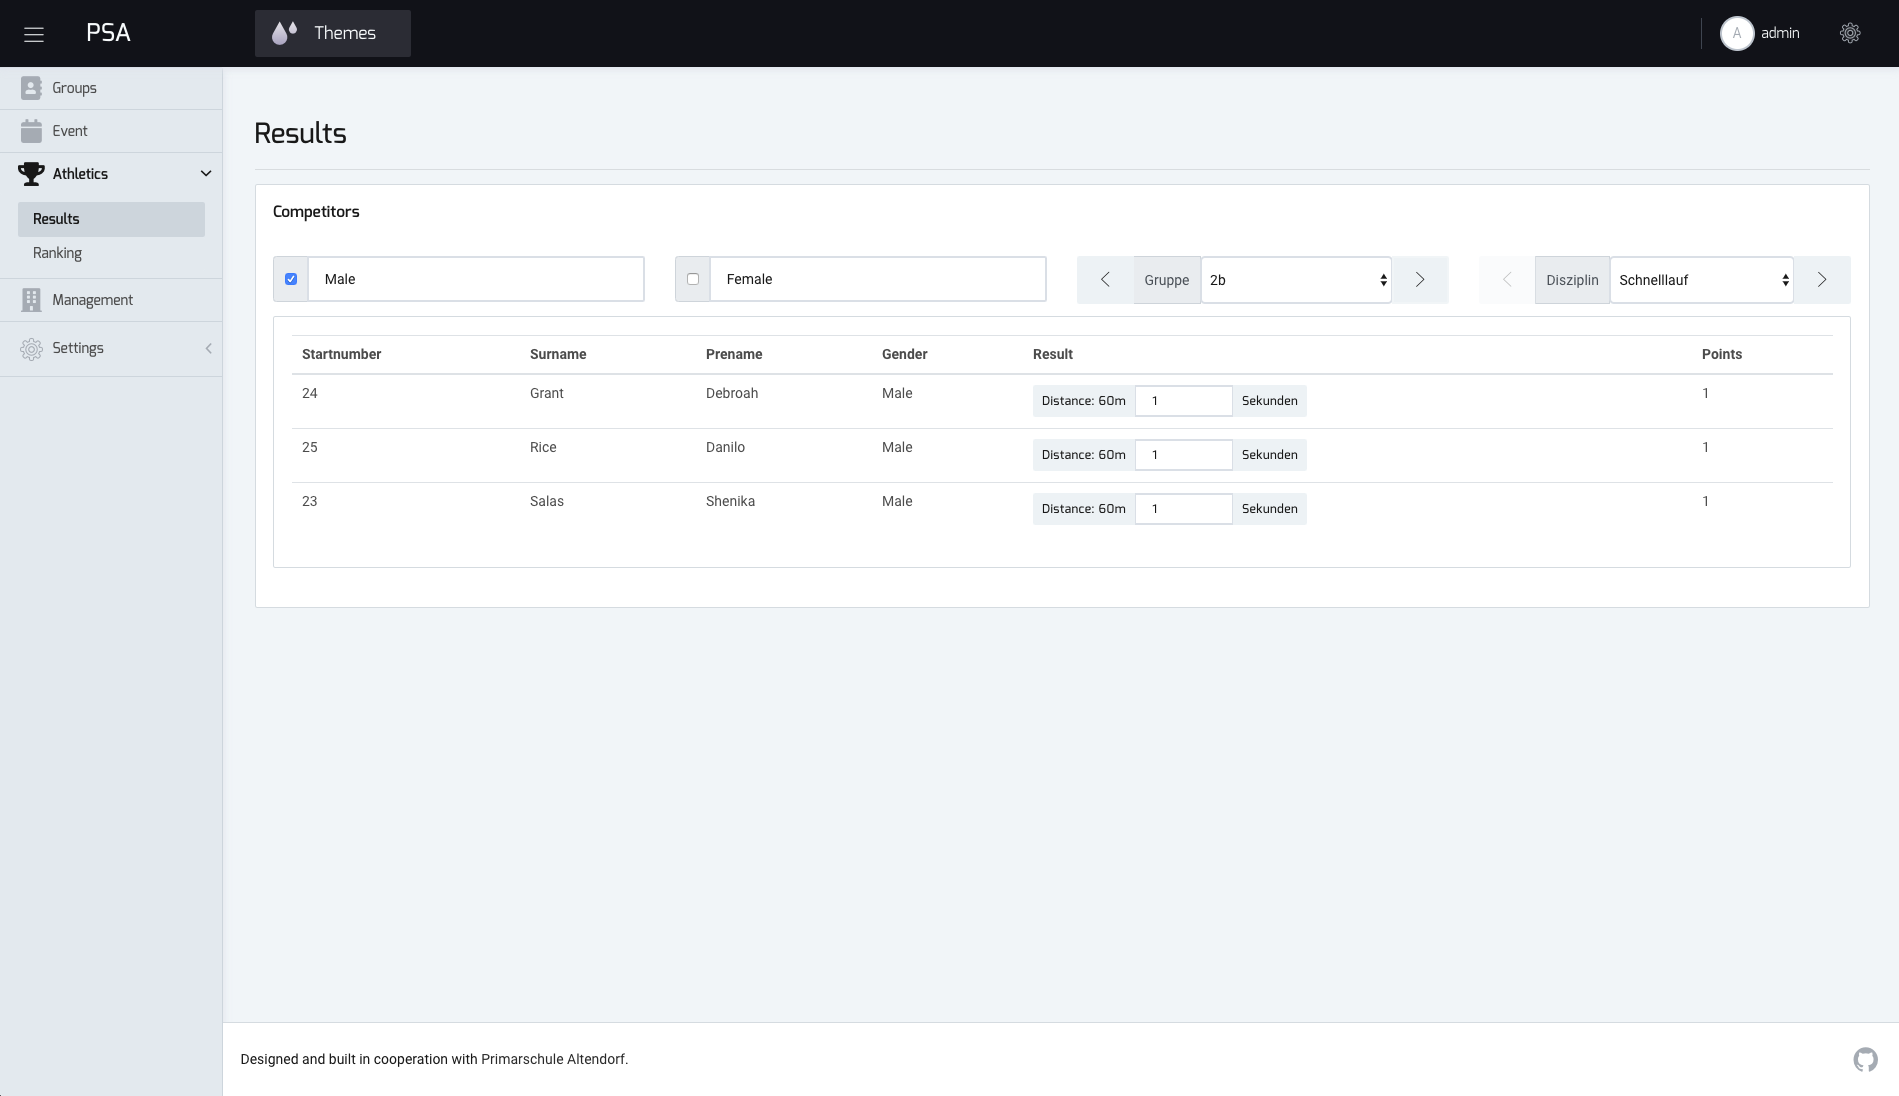 PSA
Themes
A admin
Groups
Event
Athletics
Results
Ranking
Management
Settings
Results
Competitors
Male
Female
Gruppe 2b
Disziplin Schnelllauf
Startnumber Surname Prename Gender Result Points
24 Grant Debroah Male Distance: 60m 1 Sekunden 1
25 Rice Danilo Male Distance: 60m 1 Sekunden 1
23 Salas Shenika Male Distance: 60m 1 Sekunden 1
Designed and built in cooperation with Primarschule Altendorf.